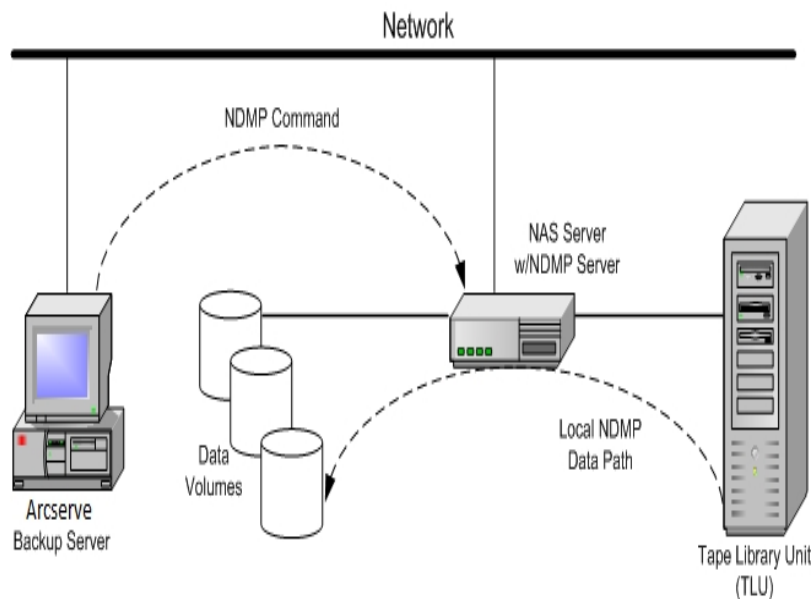 Network
NDMP Command
NAS Server
w/NDMP Server
Local NDMP
Data Path
Data
Volumes
Arcserve
Backup Server
Tape Library Unit
(TLU)